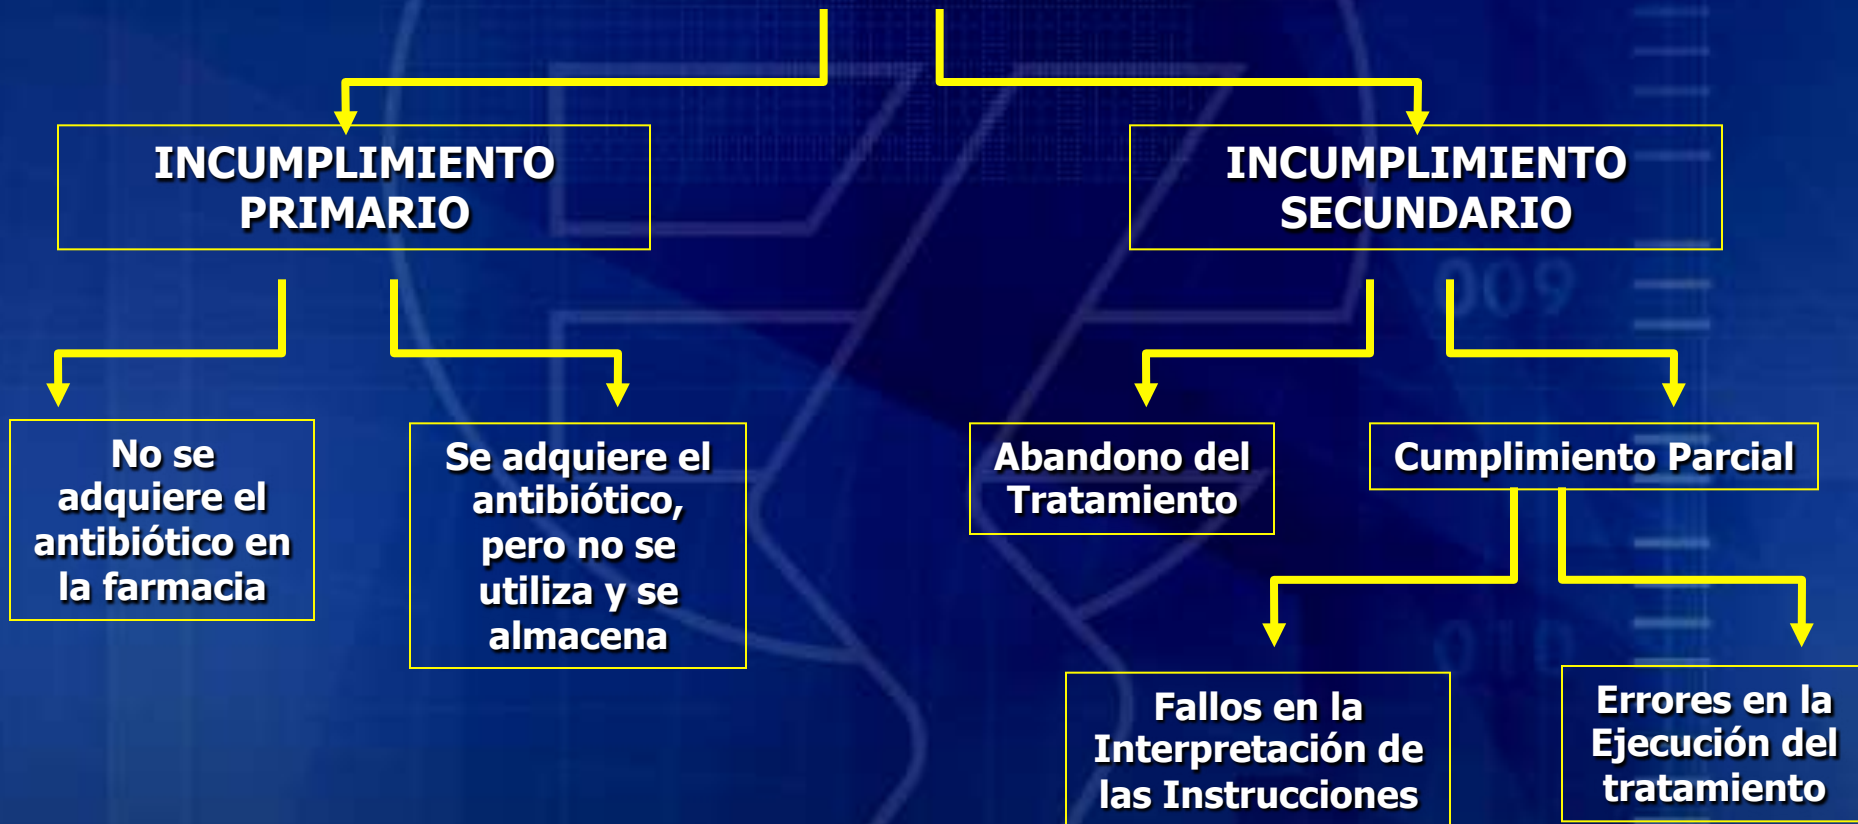 INCUMPLIMIENTO
PRIMARIO
INCUMPLIMIENTO
SECUNDARIO
009
No se
adquiere el
antibiótico en
la farmacia
Se adquiere el
antibiótico,
pero no se
utiliza y se
almacena
Abandono del
Tratamiento
Cumplimiento Parcial
010
Fallos en la
Interpretación de
las Instrucciones
Errores en la
Ejecución del
tratamiento